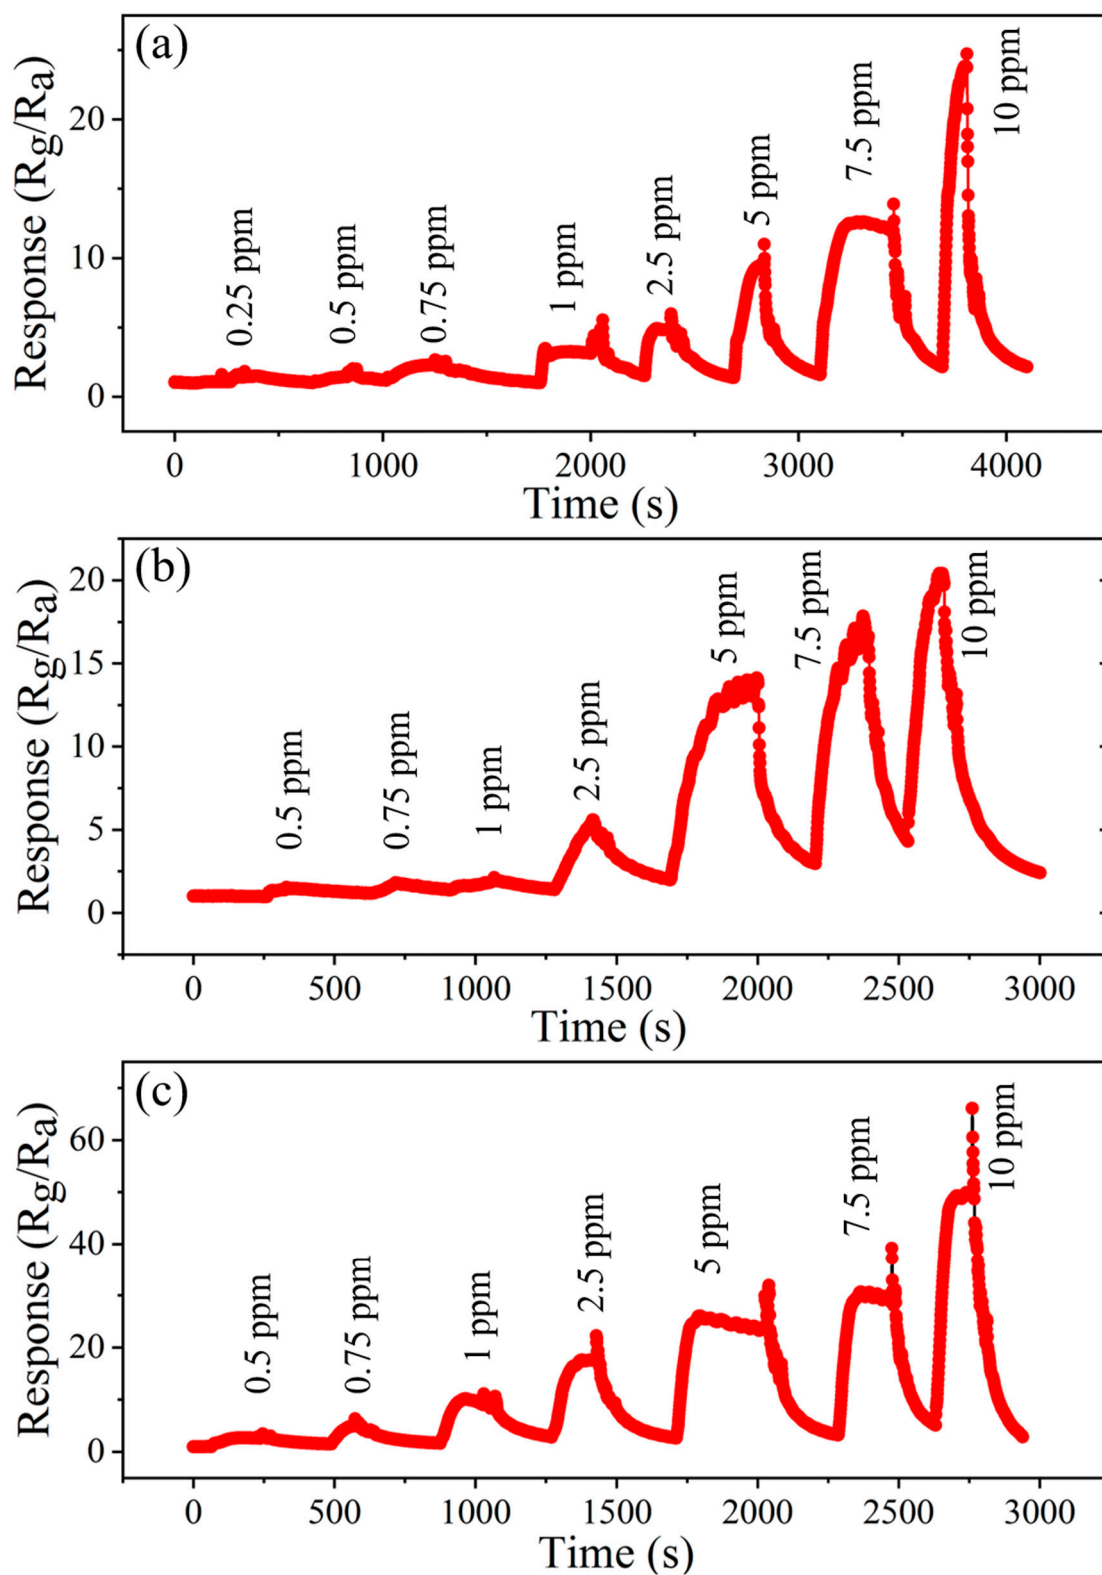 (a)
Response (Rg/Ra)
20
10
0
0.25 ppm
0.5 ppm
0.75 ppm
1 ppm
2.5 ppm
5 ppm
7.5 ppm
10 ppm
0 1000 2000 3000 4000
Time (s)
(b)
Response (Rg/Ra)
20
15
10
5
0
0.5 ppm
0.75 ppm
1 ppm
2.5 ppm
5 ppm
7.5 ppm
10 ppm
0 500 1000 1500 2000 2500 3000
Time (s)
(c)
Response (Rg/Ra)
60
40
20
0
0.5 ppm
0.75 ppm
1 ppm
2.5 ppm
5 ppm
7.5 ppm
10 ppm
0 500 1000 1500 2000 2500 3000
Time (s)